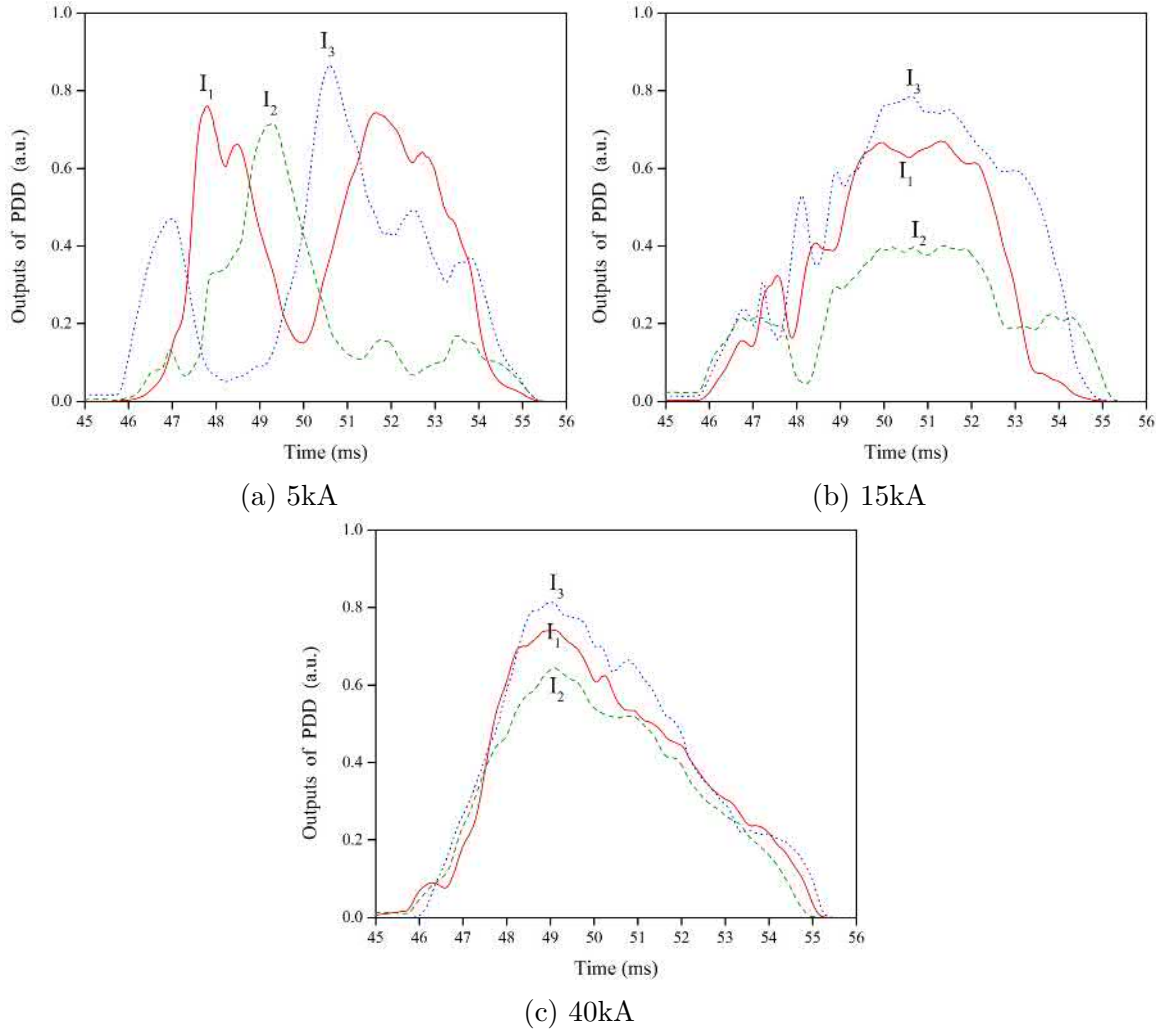 1.0
0.8
0.6
0.4
0.2
0.0
Outputs of PDD (a.u.)
I1
I2
I3
45 46 47 48 49 50 51 52 53 54 55 56
Time (ms)
(a) 5kA
1.0
0.8
0.6
0.4
0.2
0.0
Outputs of PDD (a.u.)
I3
I1
I2
45 46 47 48 49 50 51 52 53 54 55 56
Time (ms)
(b) 15kA
1.0
0.8
0.6
0.4
0.2
0.0
Outputs of PDD (a.u.)
I3
I1
I2
45 46 47 48 49 50 51 52 53 54 55 56
Time (ms)
(c) 40kA